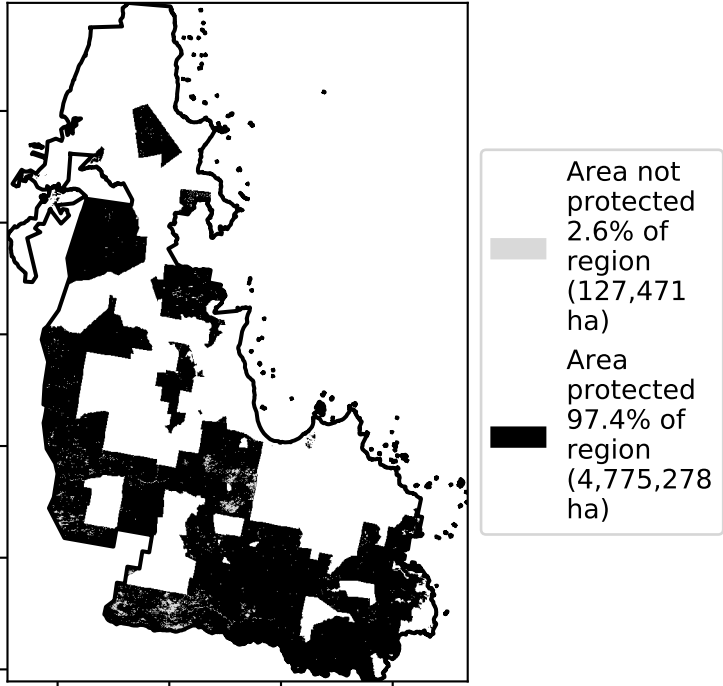 Area not
protected
2.6% of
region
(127,471
ha)
Area
protected
97.4% of
region
(4,775,278
ha)